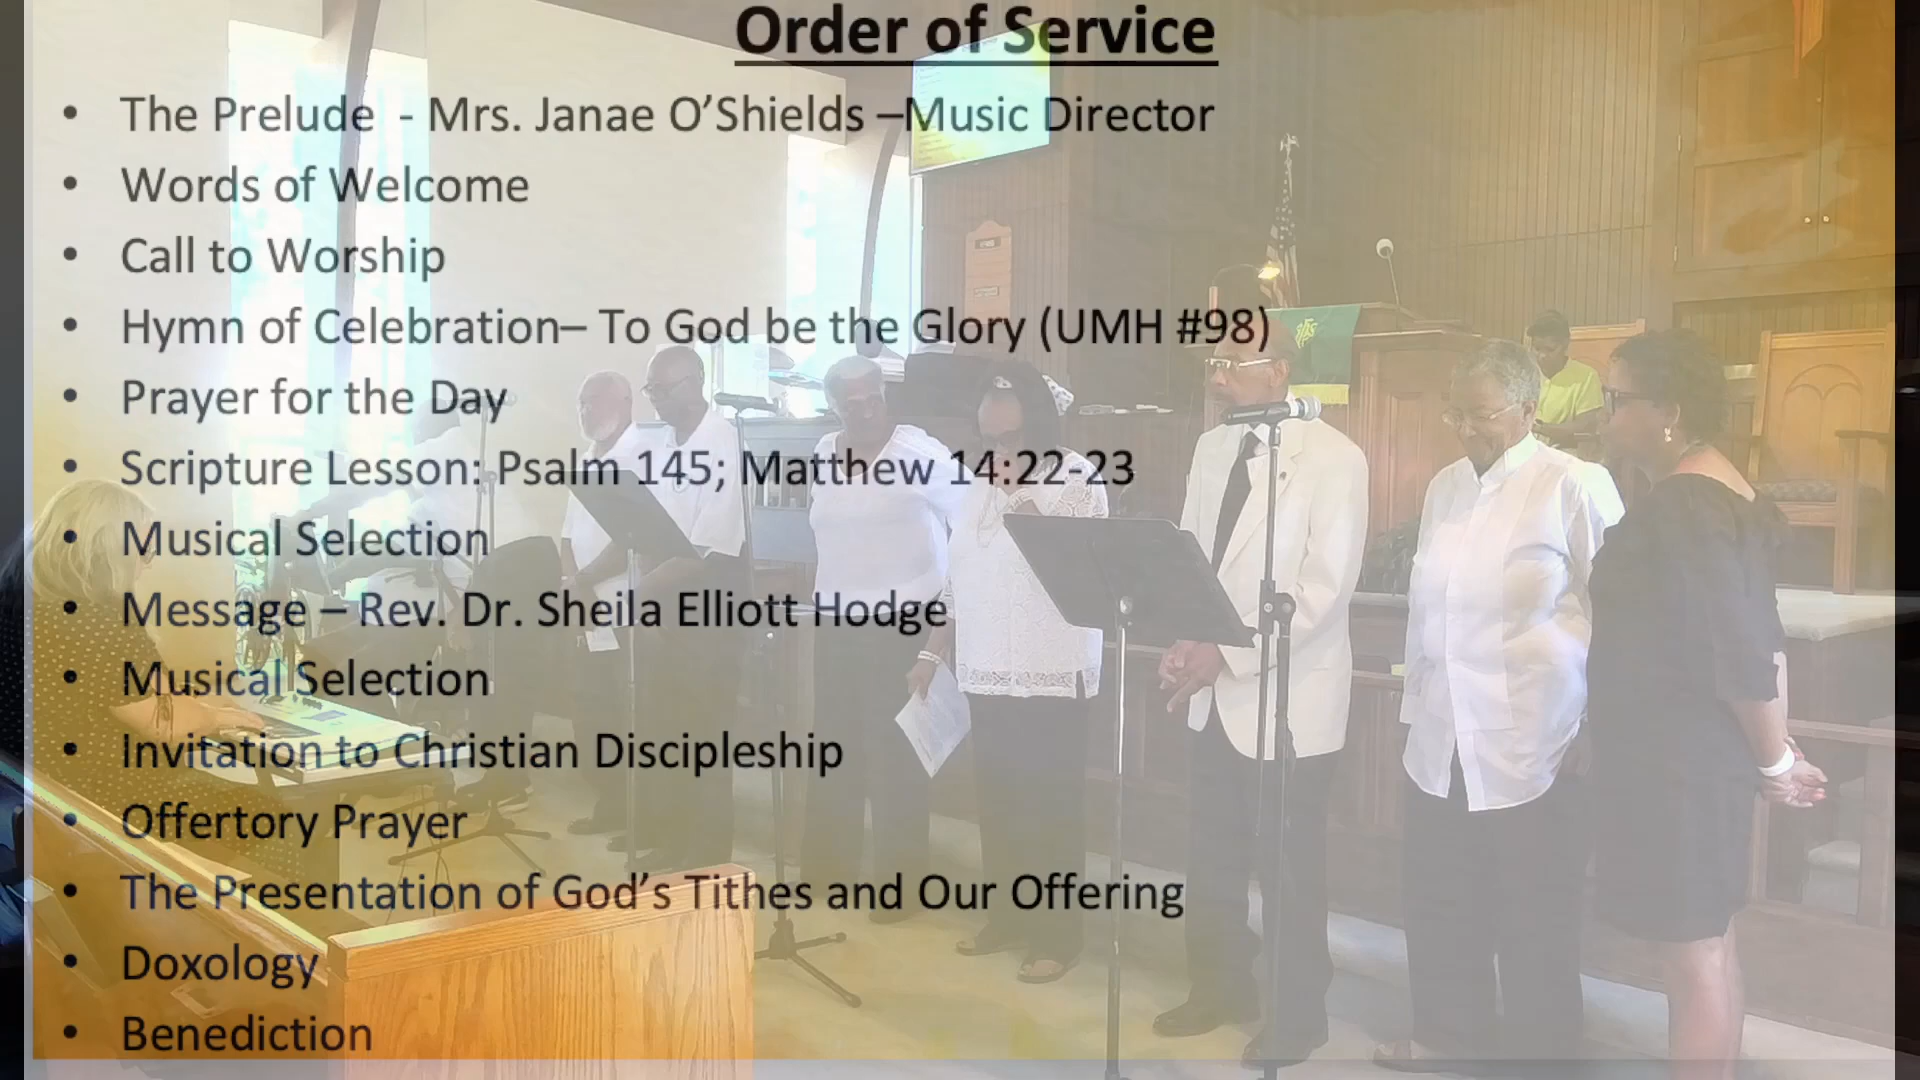 Order of Service
• The Prelude - Mrs. Janae O’Shields –Music Director
• Words of Welcome
• Call to Worship
• Hymn of Celebration– To God be the Glory (UMH #98)
• Prayer for the Day
• Scripture Lesson: Psalm 145; Matthew 14:22-23
• Musical Selection
• Message – Rev. Dr. Sheila Elliott Hodge
• Musical Selection
• Invitation to Christian Discipleship
• Offertory Prayer
• The Presentation of God’s Tithes and Our Offering
• Doxology
• Benediction